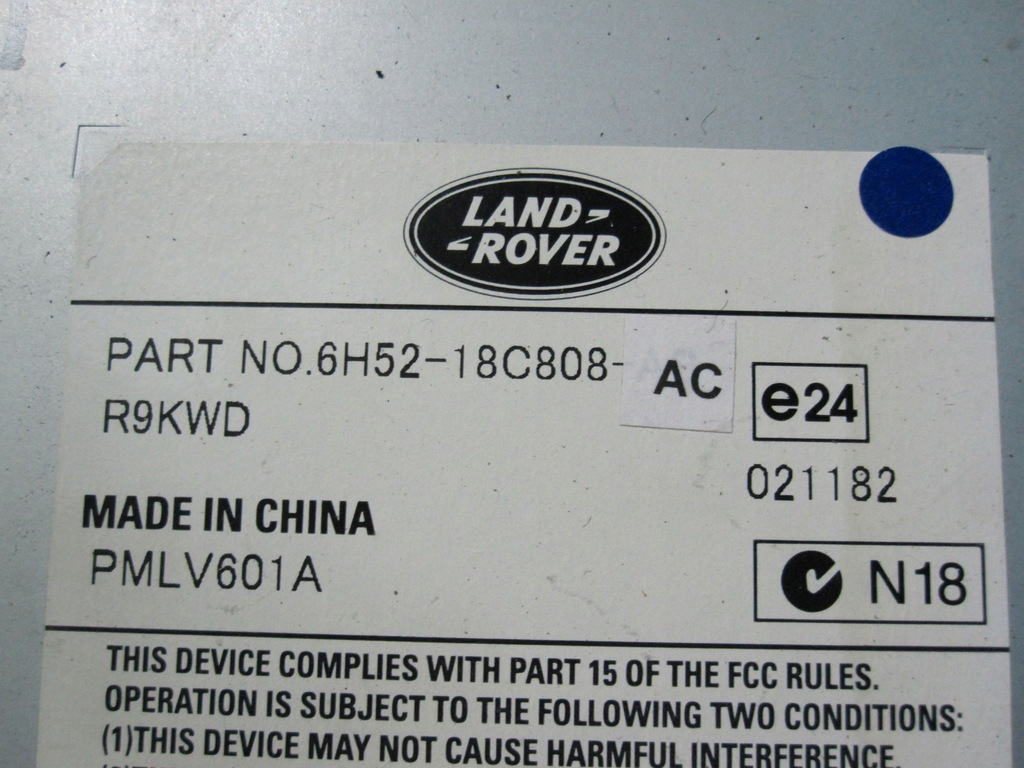 LAND
ROVER
PART NO.6H52-18C808- AC
R9KWD
e24
021182
MADE IN CHINA
PMLV601A
N18
THIS DEVICE COMPLIES WITH PART 15 OF THE FCC RULES.
OPERATION IS SUBJECT TO THE FOLLOWING TWO CONDITIONS:
(1)THIS DEVICE MAY NOT CAUSE HARMFUL INTERFERENCE.